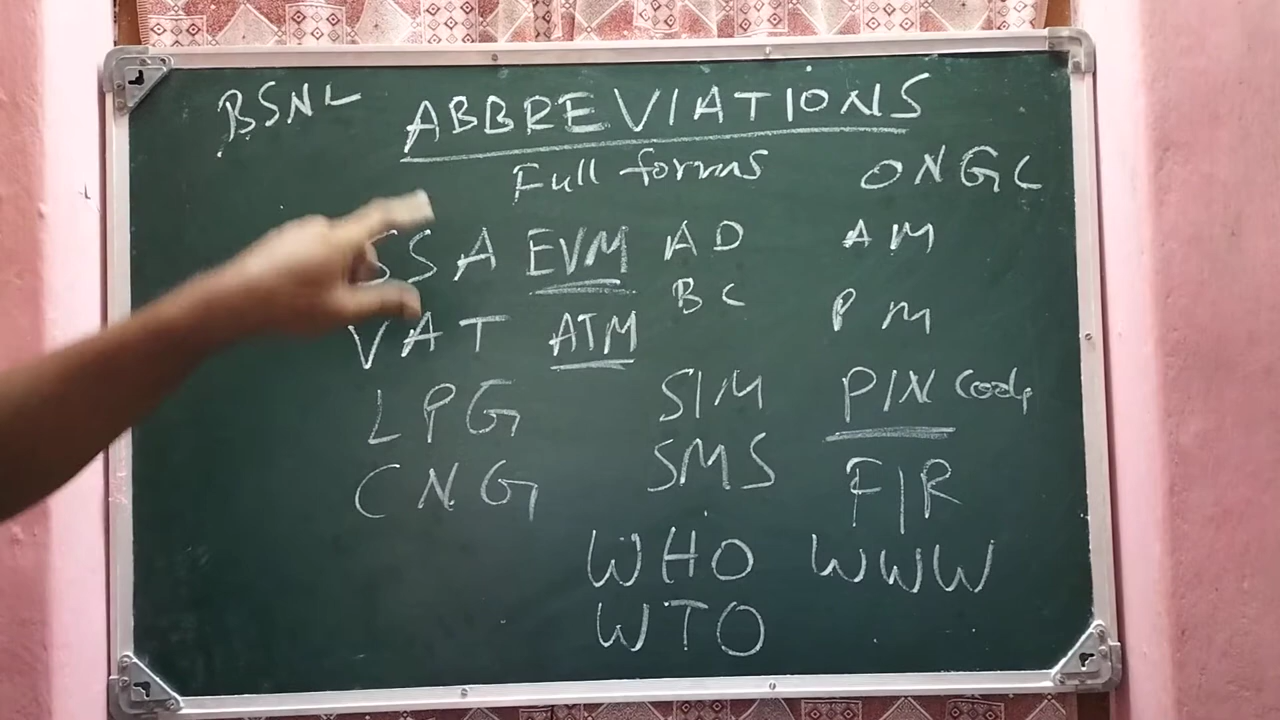 BSNL
ABBREVIATIONS
Full forms
ONGC
SSA EVM AD AM
BC
VAT ATM PM
LPG SIM PIN Code
CNG SMS FIR
WHO WWW
WTO